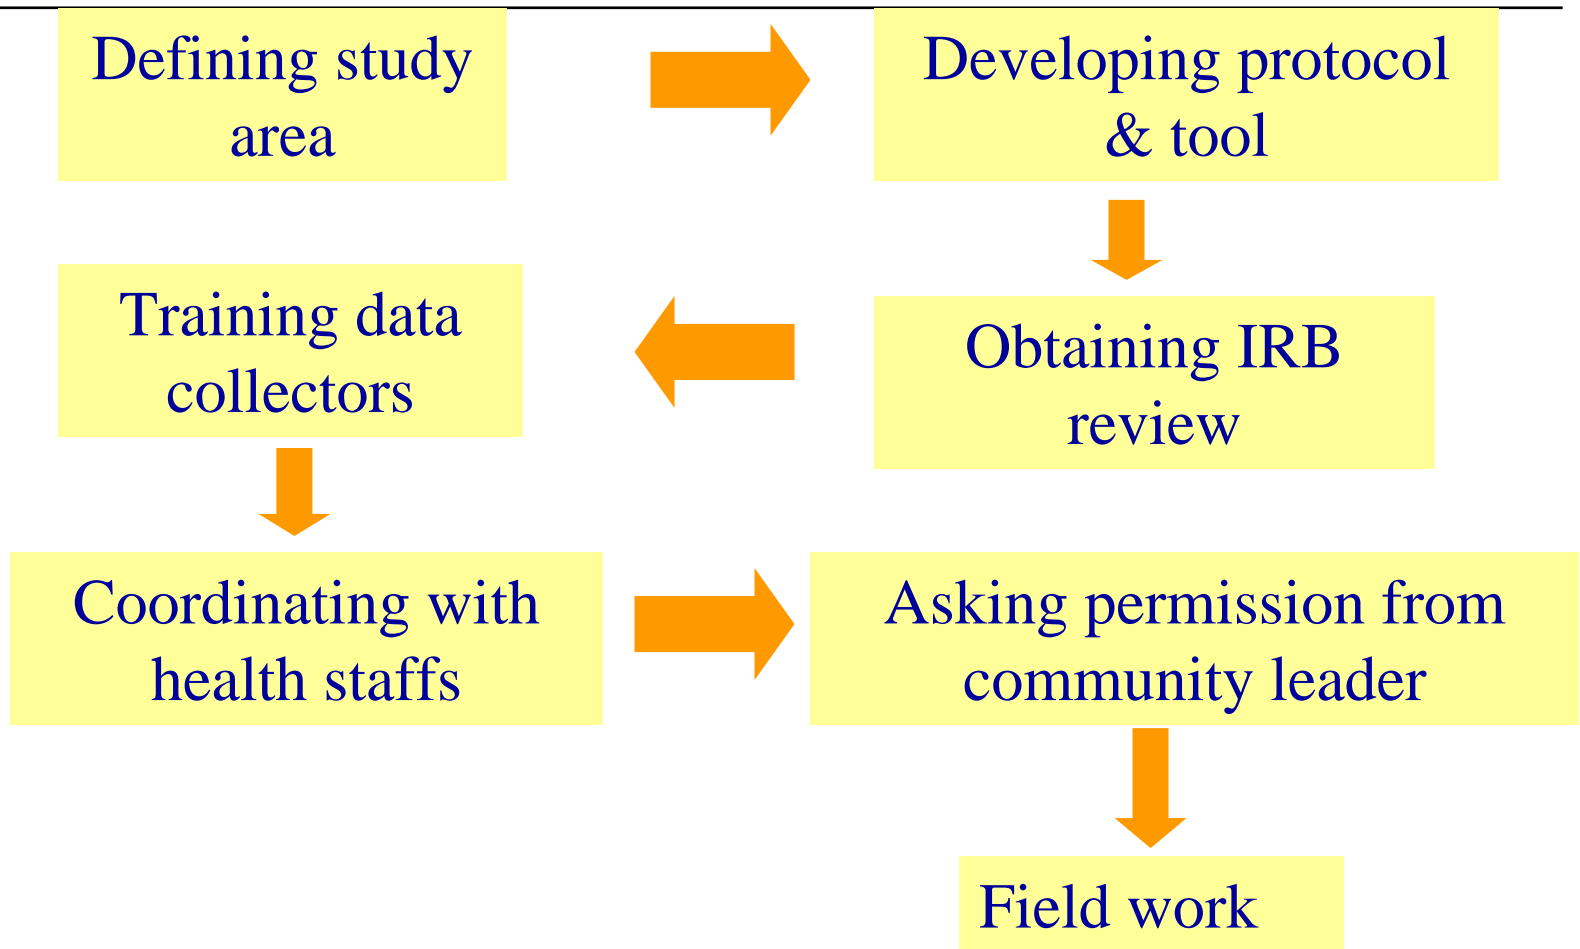 Defining study
area
Developing protocol
& tool
Obtaining IRB
review
Training data
collectors
Coordinating with
health staffs
Asking permission from
community leader
Field work